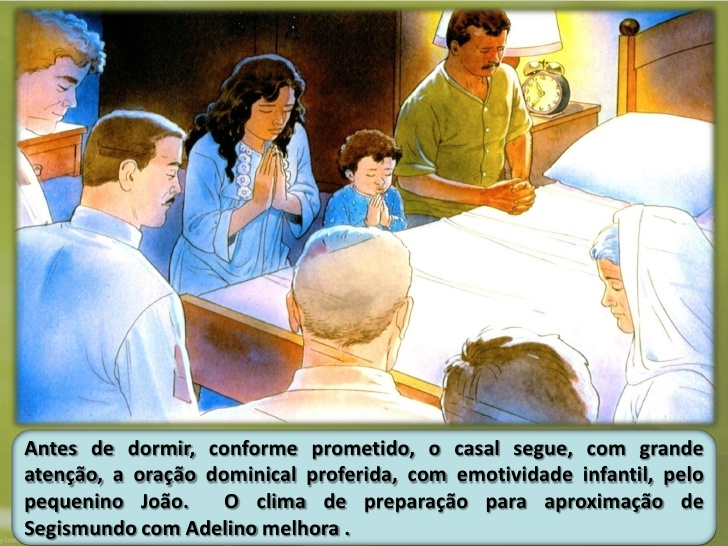 Antes de dormir, conforme prometido, o casal segue, com grande
atenção, a oração dominical proferida, com emotividade infantil, pelo
pequenino João. O clima de preparação para aproximação de
Segismundo com Adelino melhora .